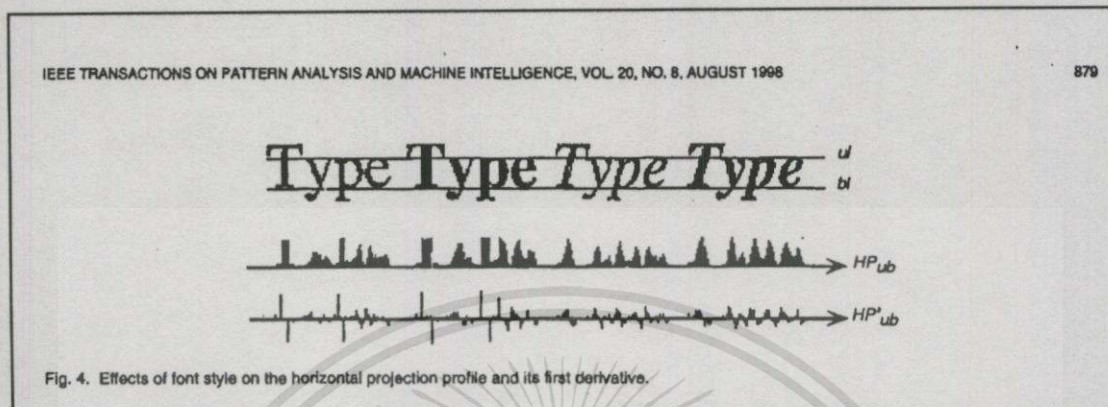 IEEE TRANSACTIONS ON PATTERN ANALYSIS AND MACHINE INTELLIGENCE, VOL. 20, NO. 8, AUGUST 1998 879
Type Type Type Type ul
bl
HPub
HP'ub
Fig. 4. Effects of font style on the horizontal projection profile and its first derivative.